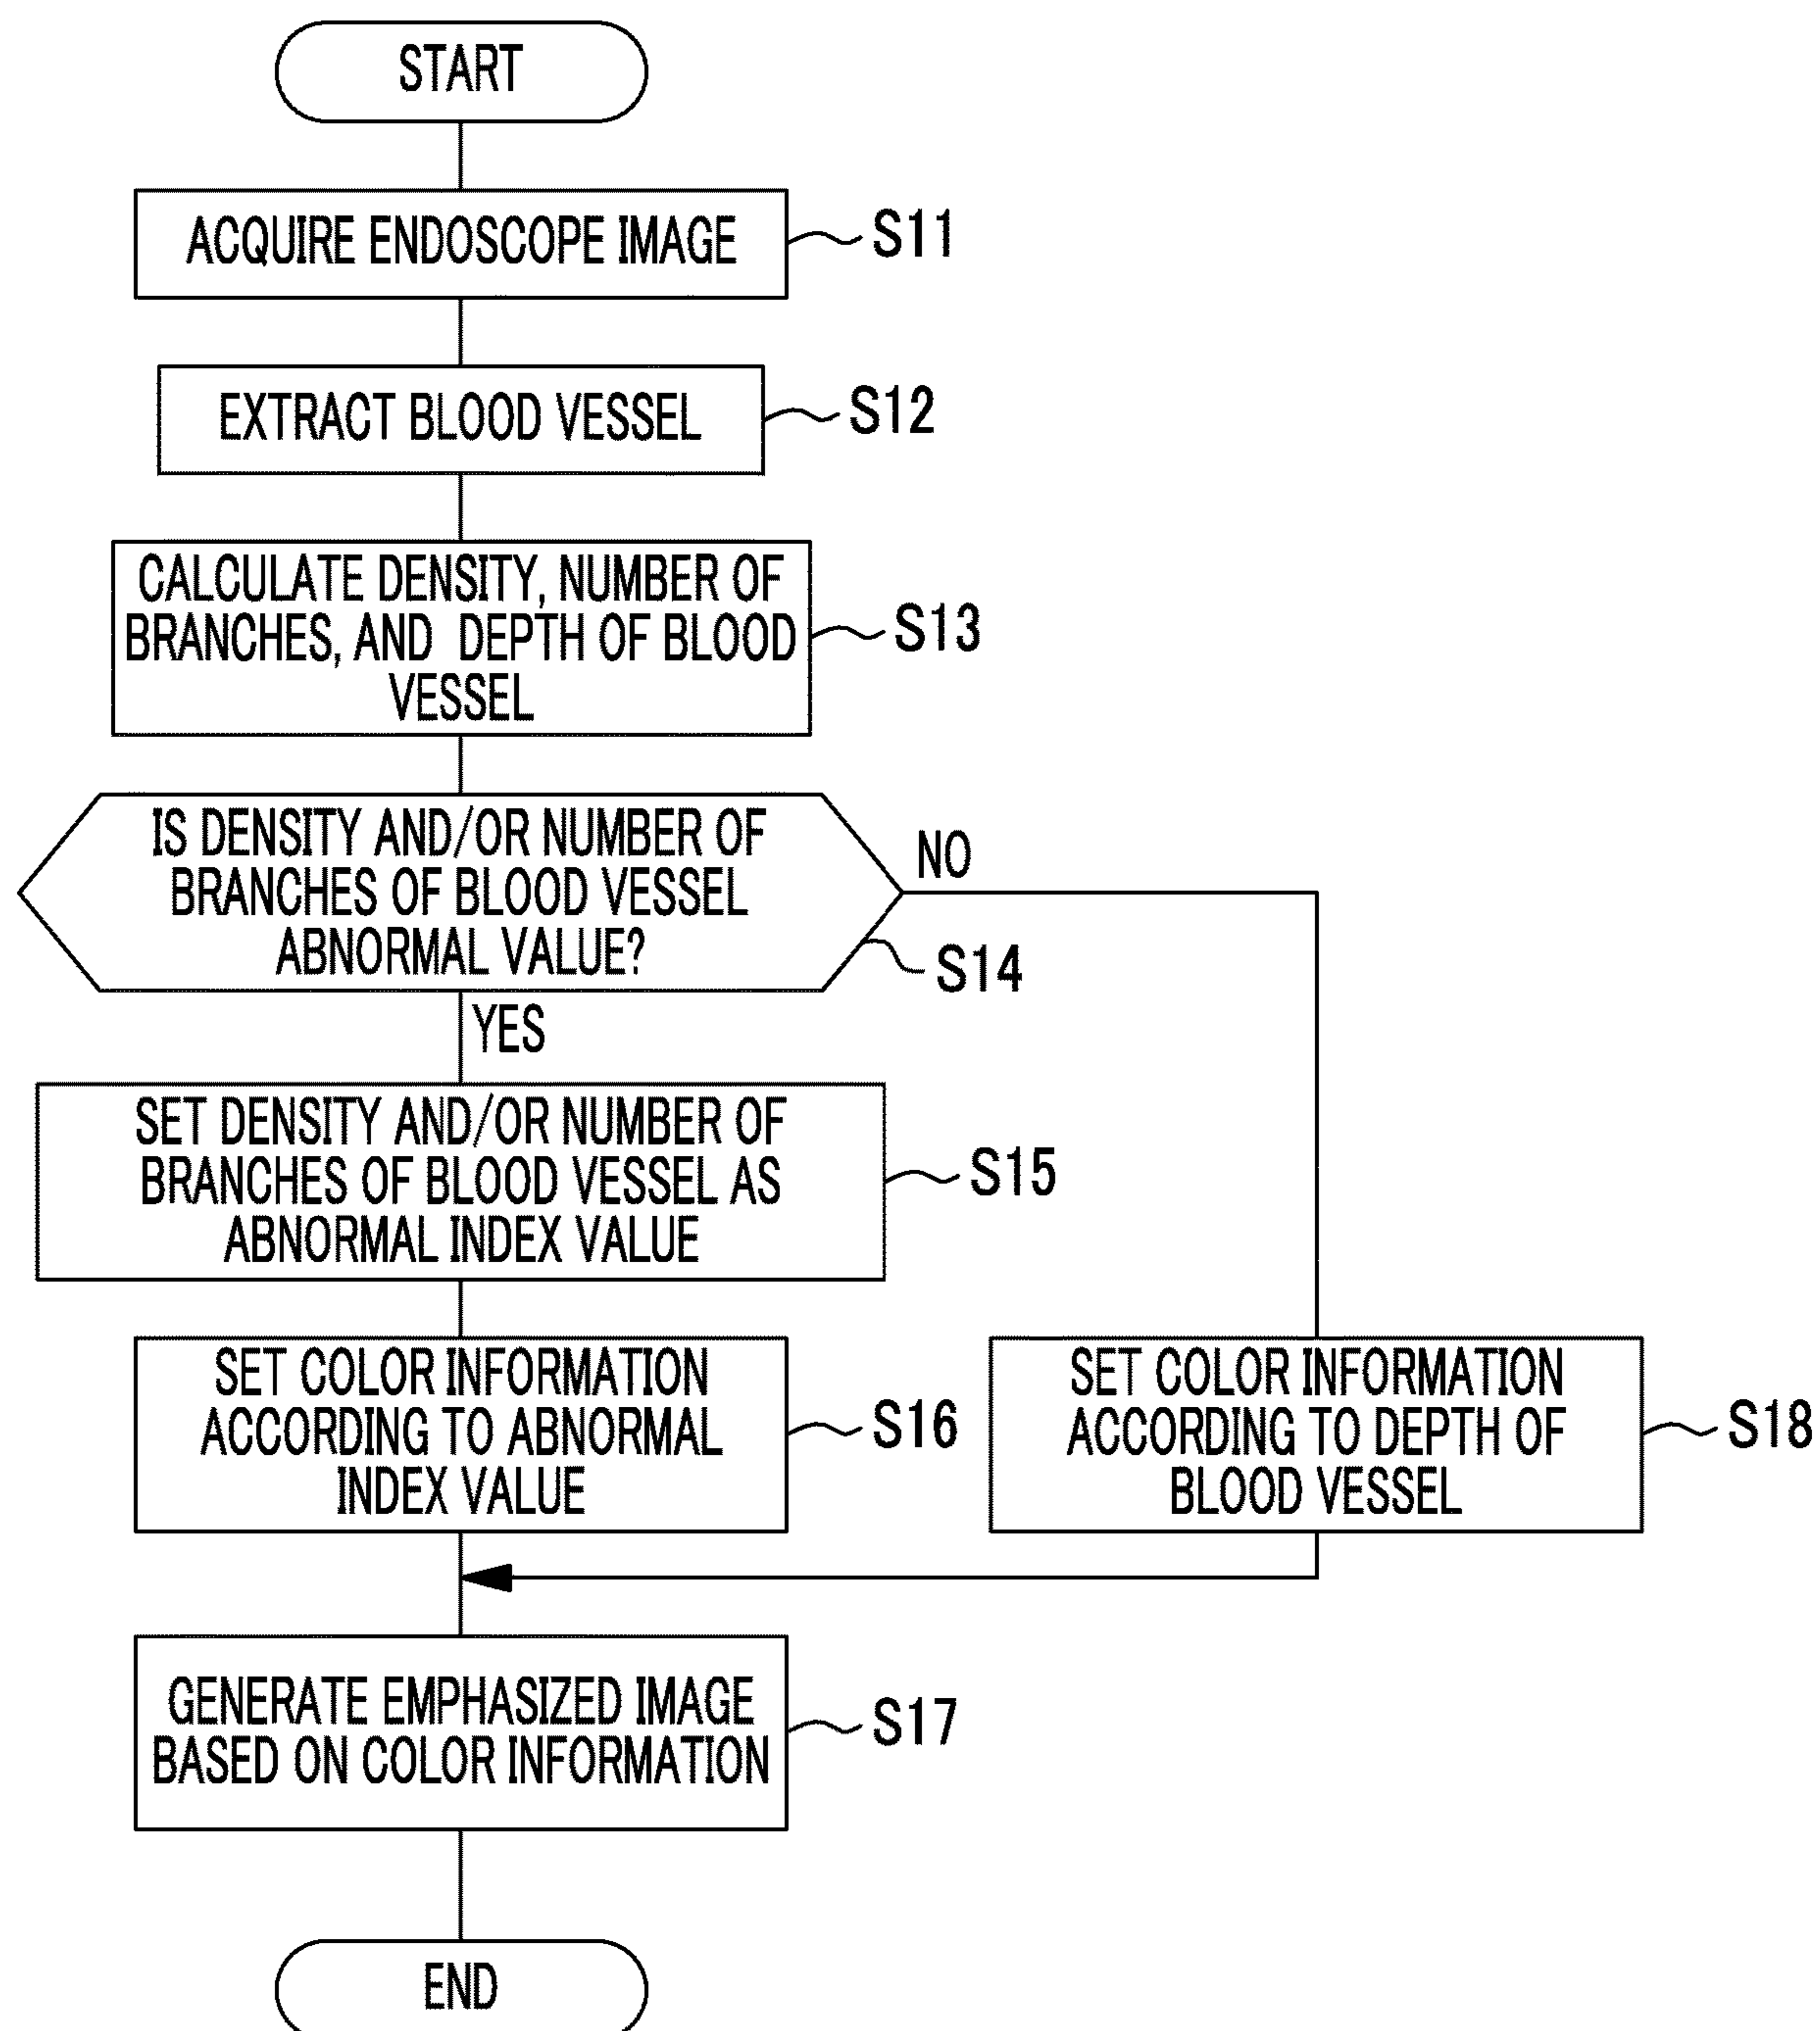 START
ACQUIRE ENDOSCOPE IMAGE
S11
EXTRACT BLOOD VESSEL
S12
CALCULATE DENSITY, NUMBER OF
BRANCHES, AND DEPTH OF BLOOD
VESSEL
S13
IS DENSITY AND/OR NUMBER OF
BRANCHES OF BLOOD VESSEL
ABNORMAL VALUE?
NO
S14
YES
SET DENSITY AND/OR NUMBER OF
BRANCHES OF BLOOD VESSEL AS
ABNORMAL INDEX VALUE
S15
SET COLOR INFORMATION
ACCORDING TO ABNORMAL
INDEX VALUE
S16
SET COLOR INFORMATION
ACCORDING TO DEPTH OF
BLOOD VESSEL
S18
GENERATE EMPHASIZED IMAGE
BASED ON COLOR INFORMATION
S17
END